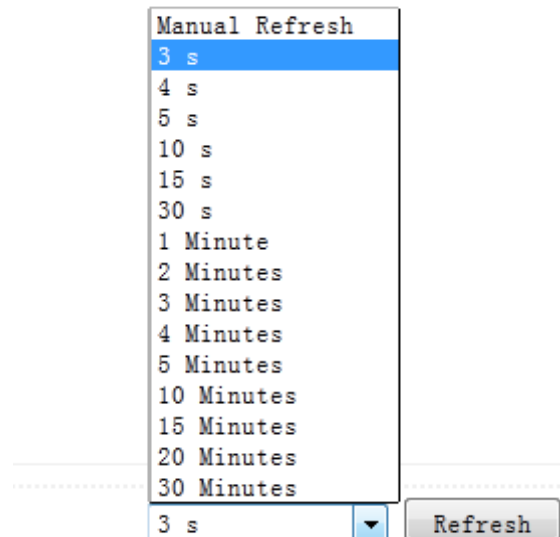 Manual Refresh
3 s
4 s
5 s
10 s
15 s
30 s
1 Minute
2 Minutes
3 Minutes
4 Minutes
5 Minutes
10 Minutes
15 Minutes
20 Minutes
30 Minutes
3 s Refresh